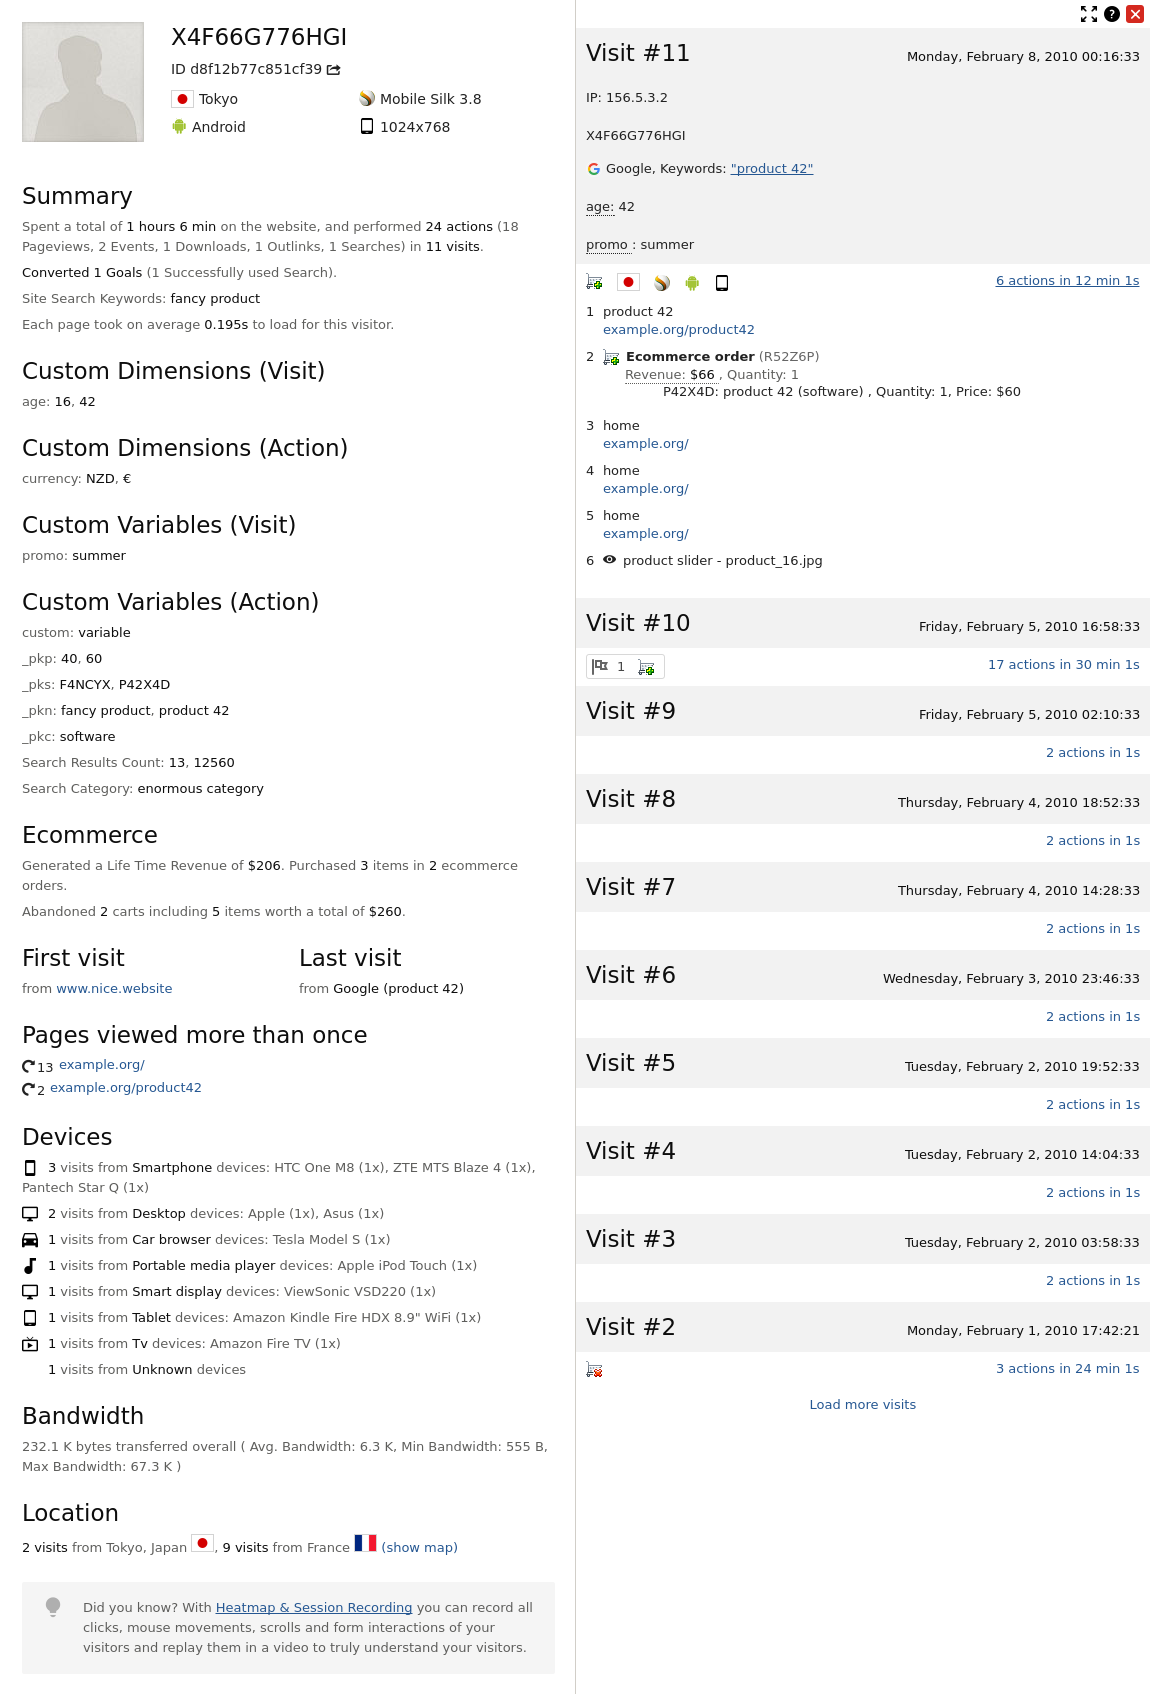 X4F66G776HGI
ID d8f12b77c851cf39
Tokyo
Mobile Silk 3.8
Android
1024x768
Summary
Spent a total of 1 hours 6 min on the website, and performed 24 actions (18
Pageviews, 2 Events, 1 Downloads, 1 Outlinks, 1 Searches) in 11 visits.
Converted 1 Goals (1 Successfully used Search).
Site Search Keywords: fancy product
Each page took on average 0.195s to load for this visitor.
Custom Dimensions (Visit)
age: 16, 42
Custom Dimensions (Action)
currency: NZD, €
Custom Variables (Visit)
promo: summer
Custom Variables (Action)
custom: variable
_pkp: 40, 60
_pks: F4NCYX, P42X4D
_pkn: fancy product, product 42
_pkc: software
Search Results Count: 13, 12560
Search Category: enormous category
Ecommerce
Generated a Life Time Revenue of $206. Purchased 3 items in 2 ecommerce
orders.
Abandoned 2 carts including 5 items worth a total of $260.
First visit
from www.nice.website
Last visit
from Google (product 42)
Pages viewed more than once
13 example.org/
2 example.org/product42
Devices
3 visits from Smartphone devices: HTC One M8 (1x), ZTE MTS Blaze 4 (1x),
Pantech Star Q (1x)
2 visits from Desktop devices: Apple (1x), Asus (1x)
1 visits from Car browser devices: Tesla Model S (1x)
1 visits from Portable media player devices: Apple iPod Touch (1x)
1 visits from Smart display devices: ViewSonic VSD220 (1x)
1 visits from Tablet devices: Amazon Kindle Fire HDX 8.9" WiFi (1x)
1 visits from Tv devices: Amazon Fire TV (1x)
1 visits from Unknown devices
Bandwidth
232.1 K bytes transferred overall ( Avg. Bandwidth: 6.3 K, Min Bandwidth: 555 B,
Max Bandwidth: 67.3 K )
Location
2 visits from Tokyo, Japan , 9 visits from France (show map)
Did you know? With Heatmap & Session Recording you can record all
clicks, mouse movements, scrolls and form interactions of your
visitors and replay them in a video to truly understand your visitors.
Visit #11
Monday, February 8, 2010 00:16:33
IP: 156.5.3.2
X4F66G776HGI
Google, Keywords: "product 42"
age: 42
promo : summer
6 actions in 12 min 1s
1 product 42
example.org/product42
2 Ecommerce order (R52Z6P)
Revenue: $66 , Quantity: 1
P42X4D: product 42 (software) , Quantity: 1, Price: $60
3 home
example.org/
4 home
example.org/
5 home
example.org/
6 product slider - product_16.jpg
Visit #10
Friday, February 5, 2010 16:58:33
1
17 actions in 30 min 1s
Visit #9
Friday, February 5, 2010 02:10:33
2 actions in 1s
Visit #8
Thursday, February 4, 2010 18:52:33
2 actions in 1s
Visit #7
Thursday, February 4, 2010 14:28:33
2 actions in 1s
Visit #6
Wednesday, February 3, 2010 23:46:33
2 actions in 1s
Visit #5
Tuesday, February 2, 2010 19:52:33
2 actions in 1s
Visit #4
Tuesday, February 2, 2010 14:04:33
2 actions in 1s
Visit #3
Tuesday, February 2, 2010 03:58:33
2 actions in 1s
Visit #2
Monday, February 1, 2010 17:42:21
3 actions in 24 min 1s
Load more visits